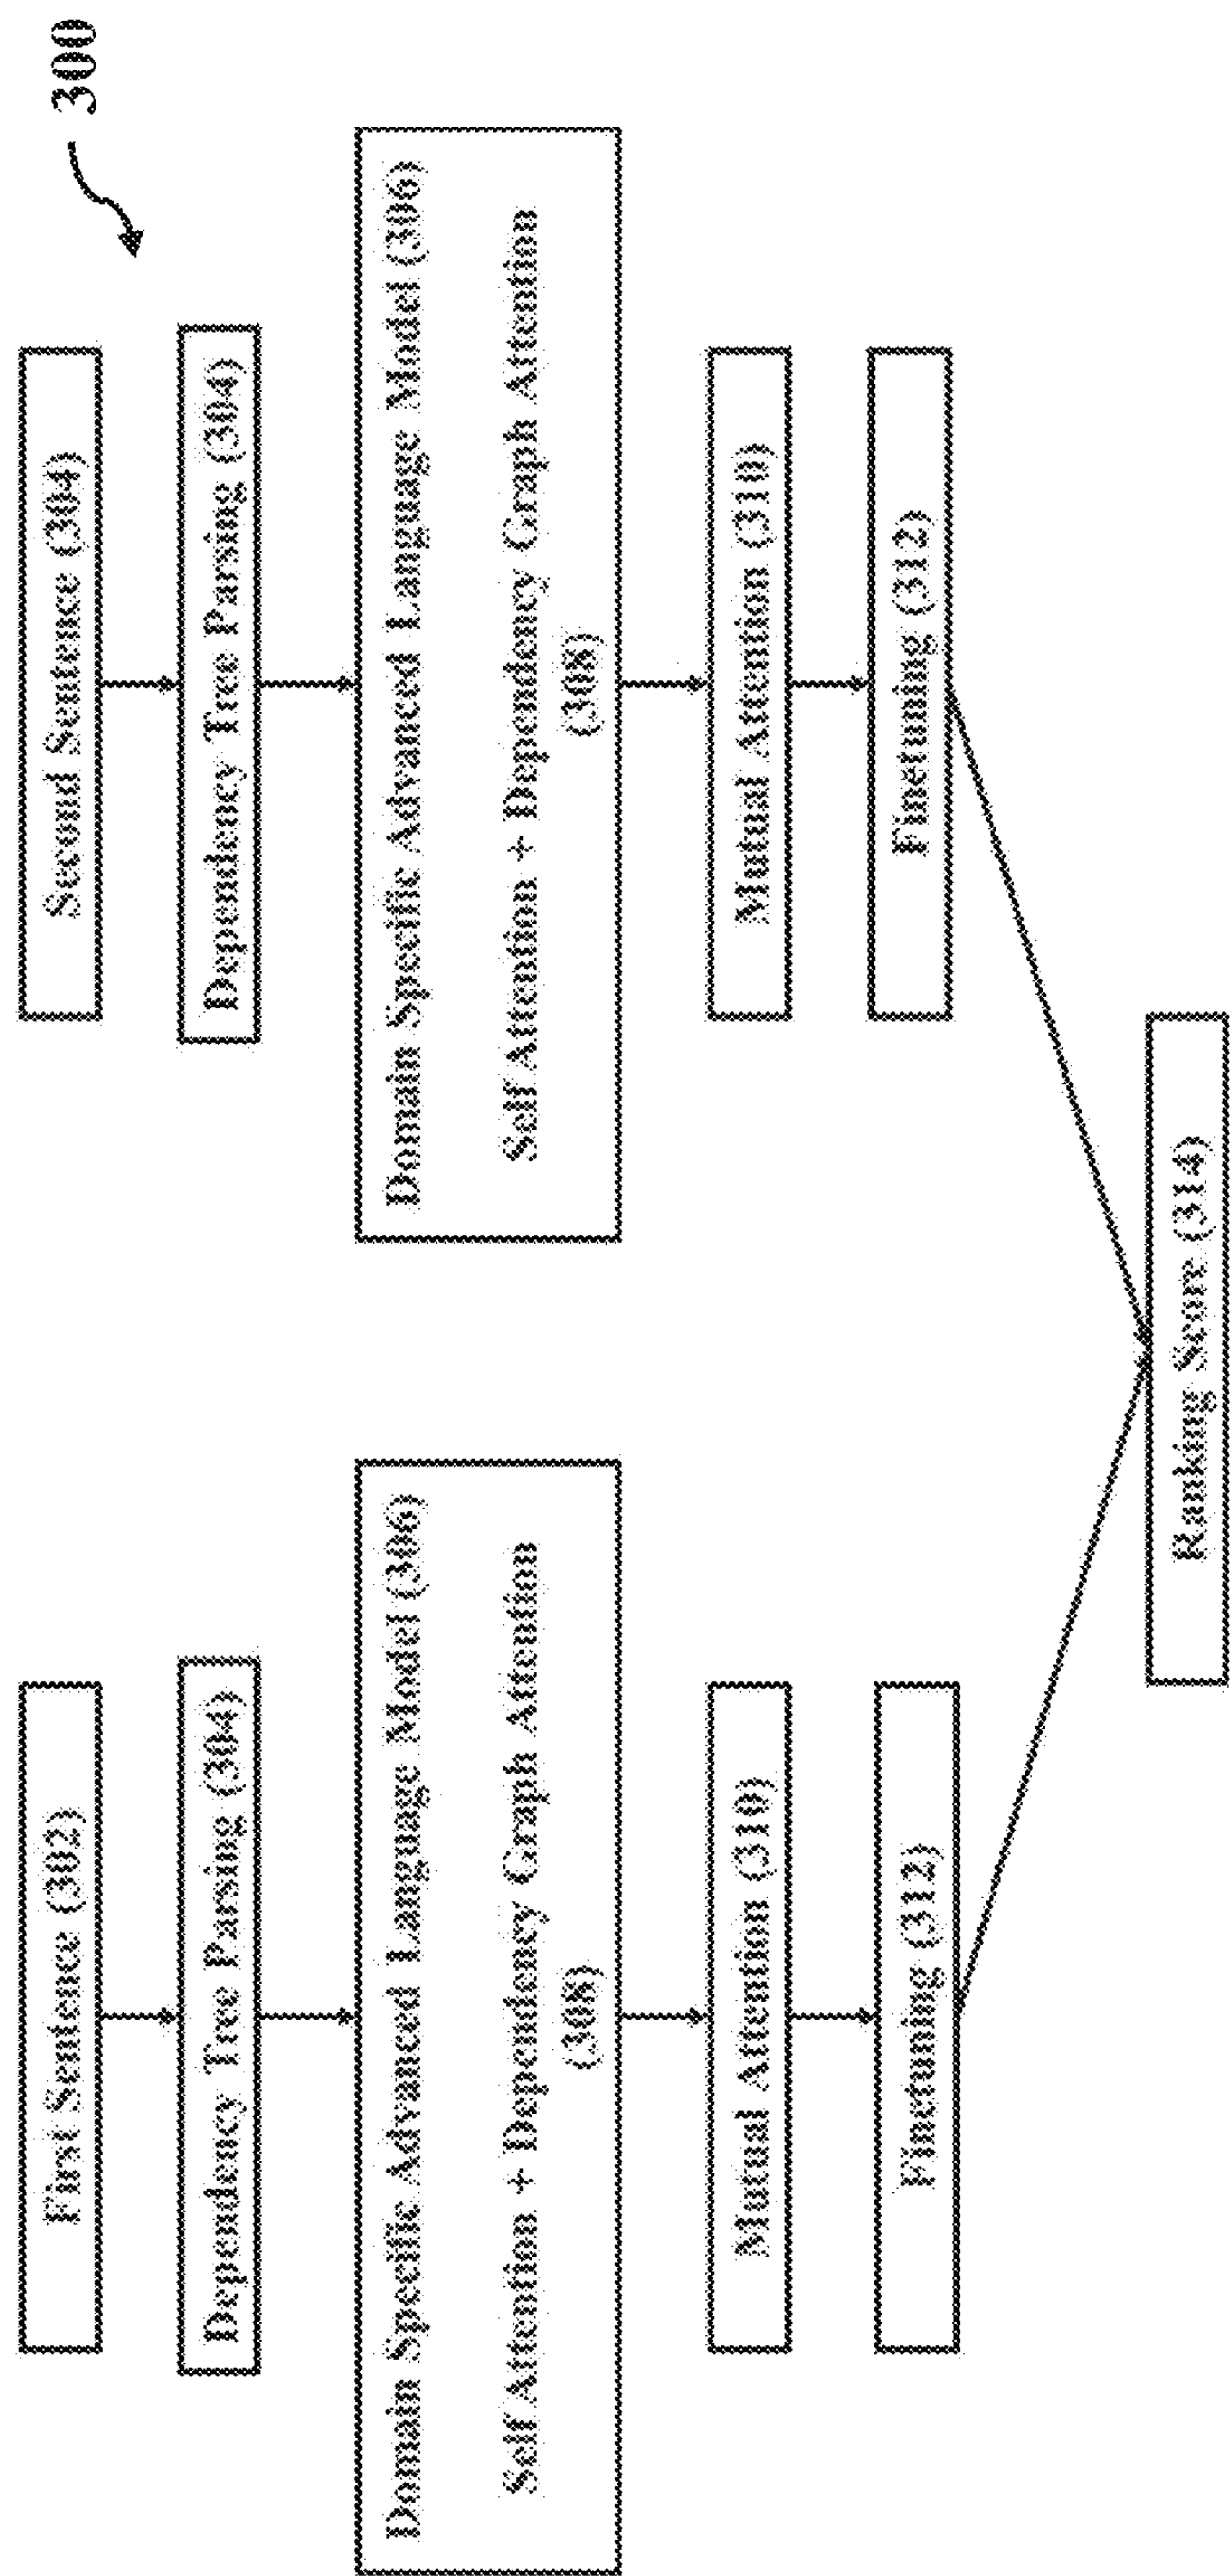 300
First Sentence (302)
Dependency Tree Parsing (304)
Domain Specific Advanced Language Model (306)
Self Attention + Dependency Graph Attention
(308)
Mutual Attention (310)
Finetuning (312)
Second Sentence (304)
Dependency Tree Parsing (304)
Domain Specific Advanced Language Model (306)
Self Attention + Dependency Graph Attention
(308)
Mutual Attention (310)
Finetuning (312)
Ranking Score (314)